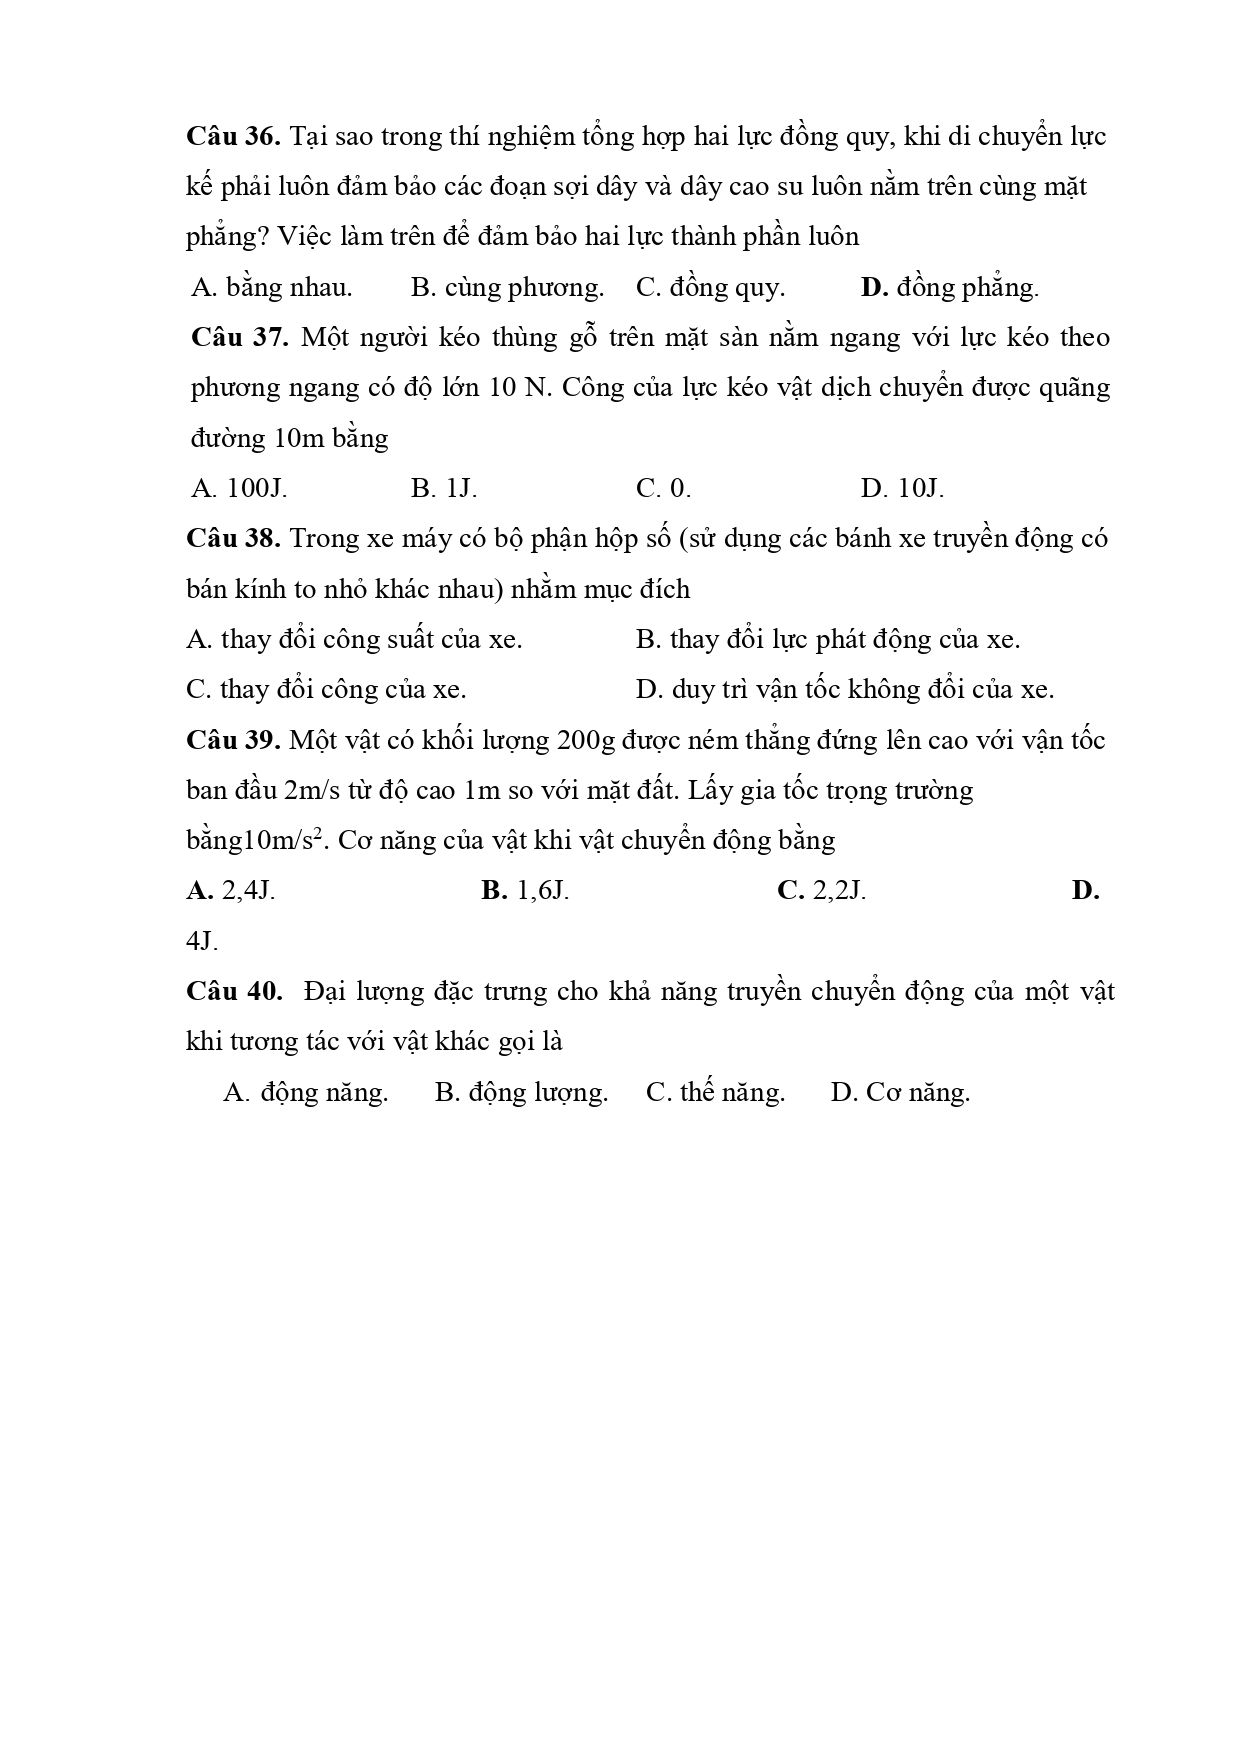 Câu 36. Tại sao trong thí nghiệm tổng hợp hai lực đồng quy, khi di chuyển lực
kế phải luôn đảm bảo các đoạn sợi dây và dây cao su luôn nằm trên cùng mặt
phẳng? Việc làm trên để đảm bảo hai lực thành phần luôn
A. bằng nhau. B. cùng phương. C. đồng quy. D. đồng phẳng.
Câu 37. Một người kéo thùng gỗ trên mặt sàn nằm ngang với lực kéo theo
phương ngang có độ lớn 10 N. Công của lực kéo vật dịch chuyển được quãng
đường 10m bằng
A. 100J. B. 1J. C. 0. D. 10J.
Câu 38. Trong xe máy có bộ phận hộp số (sử dụng các bánh xe truyền động có
bán kính to nhỏ khác nhau) nhằm mục đích
A. thay đổi công suất của xe. B. thay đổi lực phát động của xe.
C. thay đổi công của xe. D. duy trì vận tốc không đổi của xe.
Câu 39. Một vật có khối lượng 200g được ném thẳng đứng lên cao với vận tốc
ban đầu 2m/s từ độ cao 1m so với mặt đất. Lấy gia tốc trọng trường
bằng10m/s². Cơ năng của vật khi vật chuyển động bằng
A. 2,4J. B. 1,6J. C. 2,2J. D.
4J.
Câu 40. Đại lượng đặc trưng cho khả năng truyền chuyển động của một vật
khi tương tác với vật khác gọi là
A. động năng. B. động lượng. C. thế năng. D. Cơ năng.